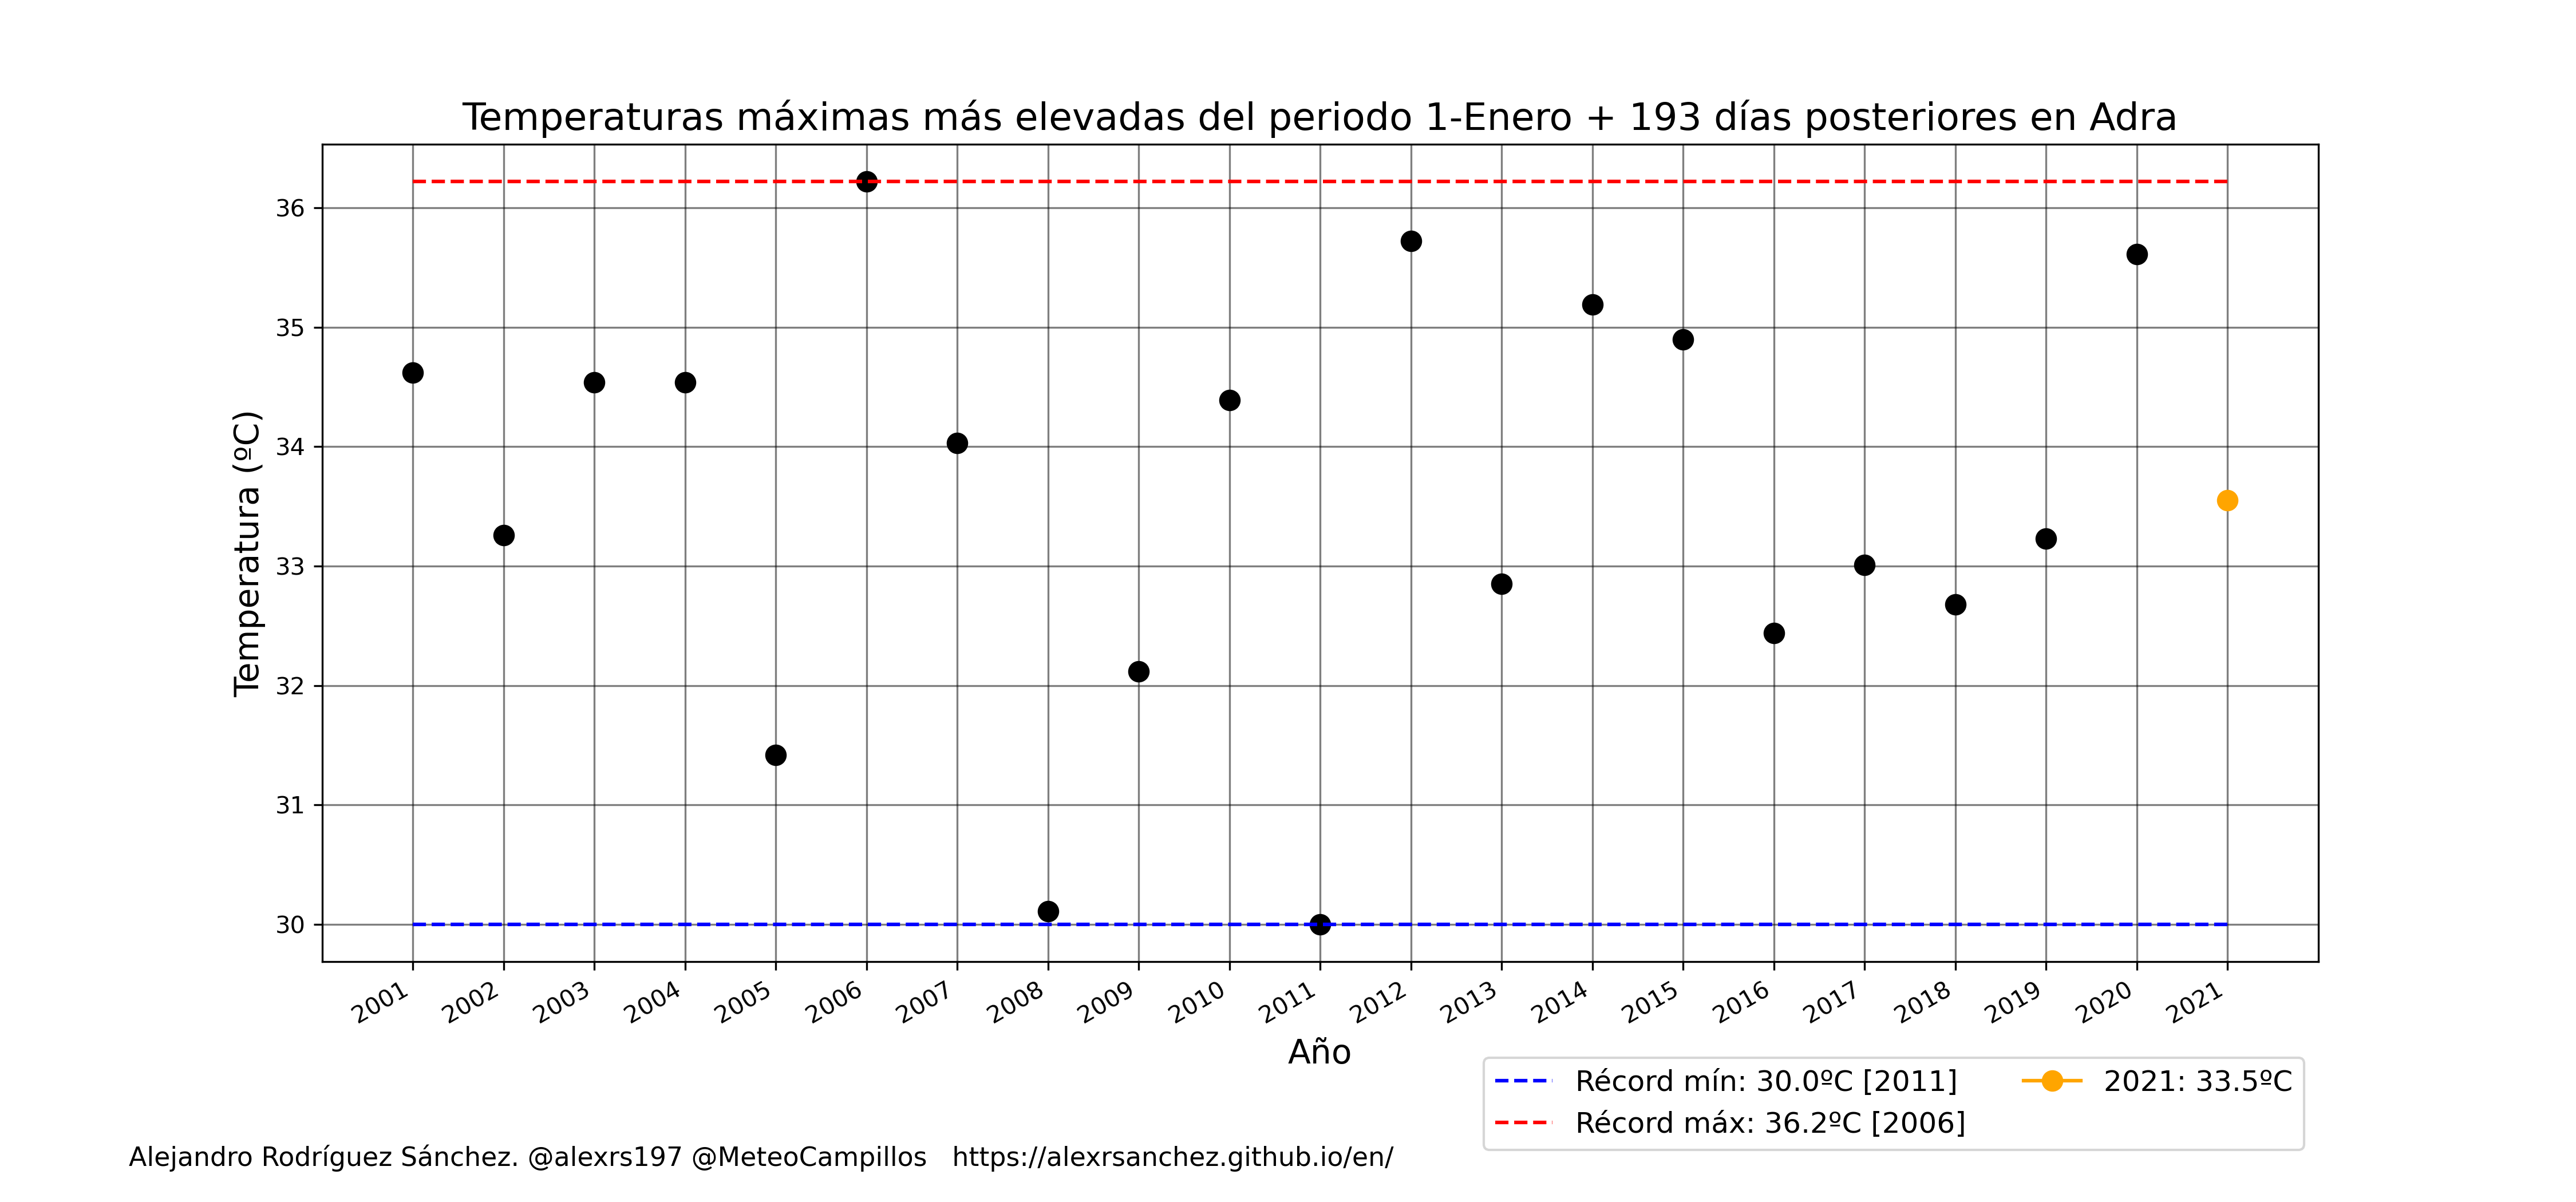 Temperaturas máximas más elevadas del periodo 1-Enero + 193 días posteriores en Adra
Temperatura (ºC)
36
35
34
33
32
31
30
2001 2002 2003 2004 2005 2006 2007 2008 2009 2010 2011 2012 2013 2014 2015 2016 2017 2018 2019 2020 2021
Año
Récord mín: 30.0ºC [2011]
Récord máx: 36.2ºC [2006]
2021: 33.5ºC
Alejandro Rodríguez Sánchez. @alexrs197 @MeteoCampillos https://alexrsanchez.github.io/en/